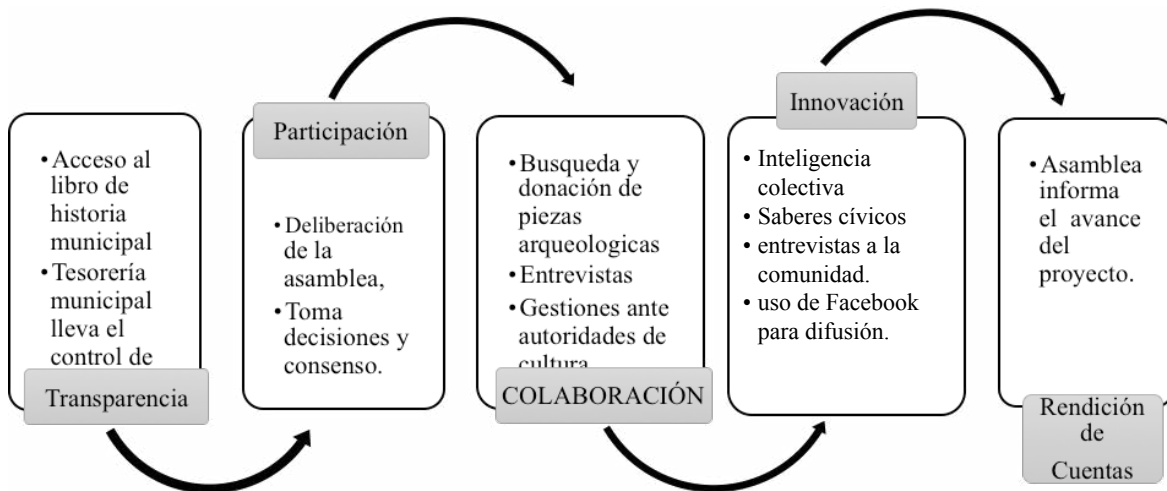 • Acceso al
libro de
historia
municipal
• Tesorería
municipal
lleva el
control de
Transparencia
Participación
• Deliberación
de la
asamblea,
• Toma
decisiones y
consenso.
• Busqueda y
donación de
piezas
arqueologicas
• Entrevistas
• Gestiones ante
autoridades de
cultura
COLABORACIÓN
Innovación
• Inteligencia
colectiva
• Saberes cívicos
• entrevistas a la
comunidad.
• uso de Facebook
para difusión.
• Asamblea
informa
el avance
del
proyecto.
Rendición
de
Cuentas